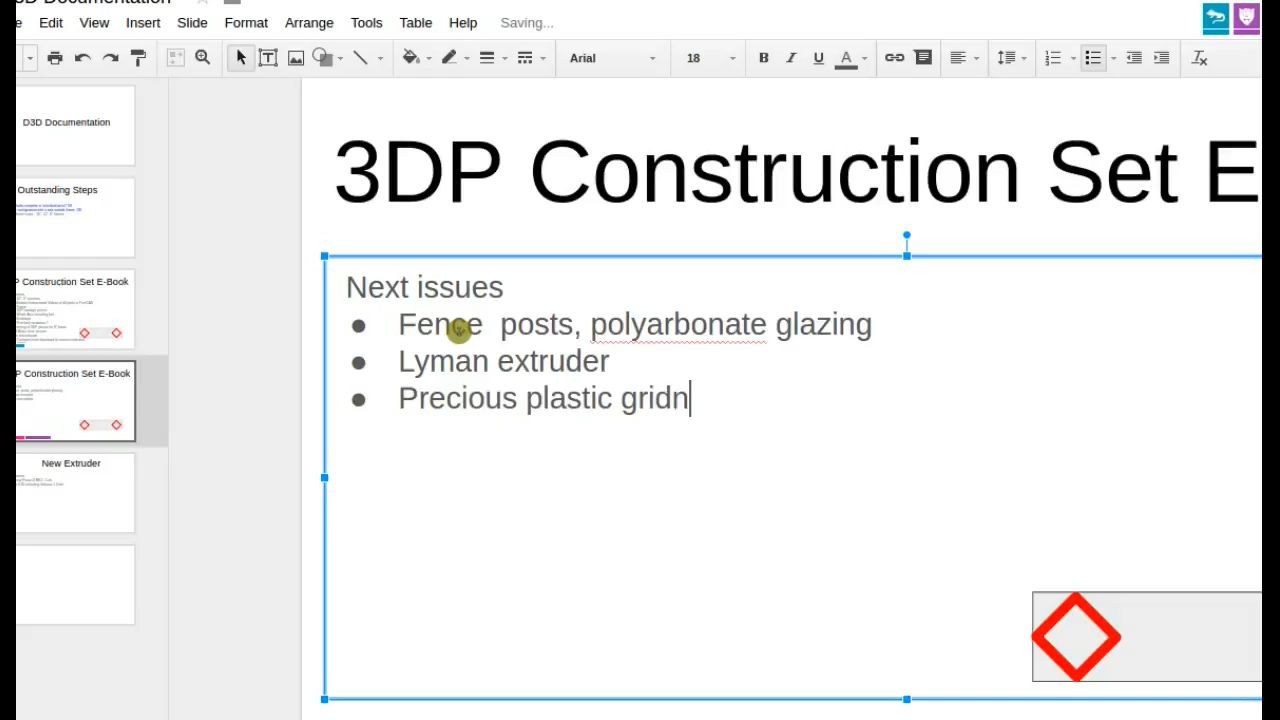 3D Documentation
e Edit View Insert Slide Format Arrange Tools Table Help Saving...
Arial 18 B I U A
D3D Documentation
Outstanding Steps
P Construction Set E-Book
P Construction Set E-Book
New Extruder
3DP Construction Set E
Next issues
● Fence posts, polyarbonate glazing
● Lyman extruder
● Precious plastic gridn